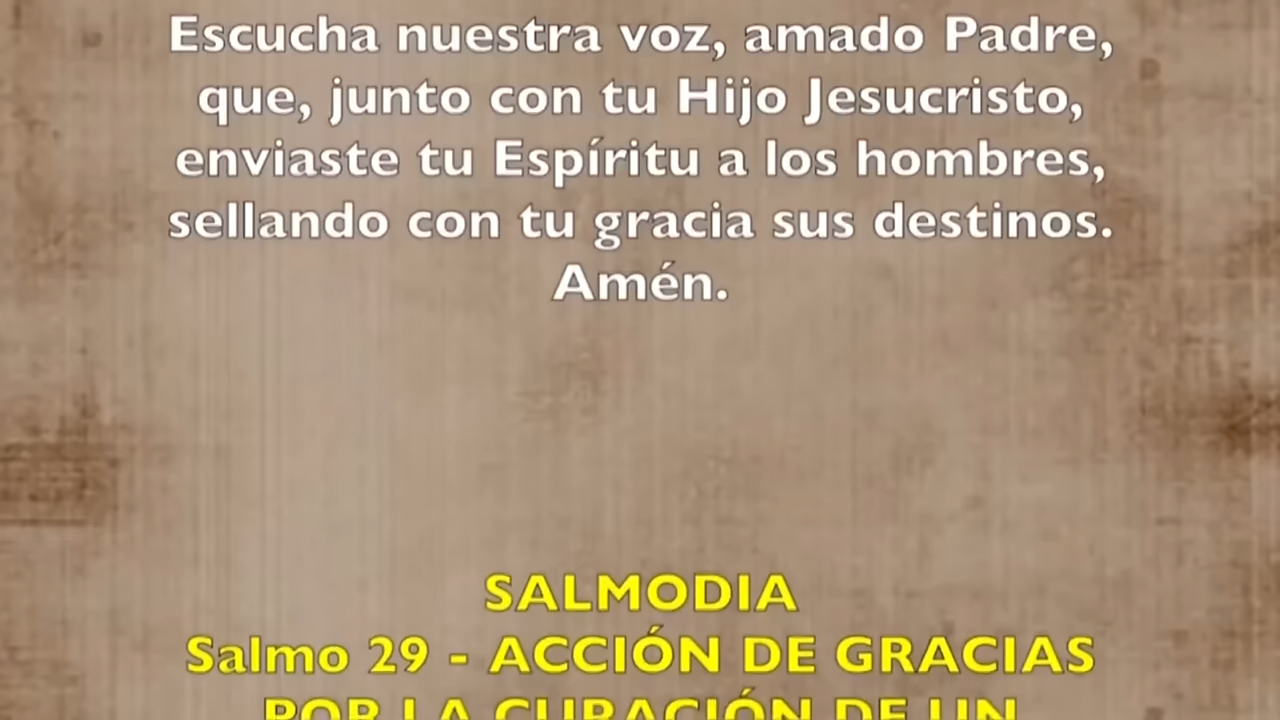 Escucha nuestra voz, amado Padre,
que, junto con tu Hijo Jesucristo,
enviaste tu Espíritu a los hombres,
sellando con tu gracia sus destinos.
Amén.
SALMODIA
Salmo 29 - ACCIÓN DE GRACIAS
POR LA CURACIÓN DE UN